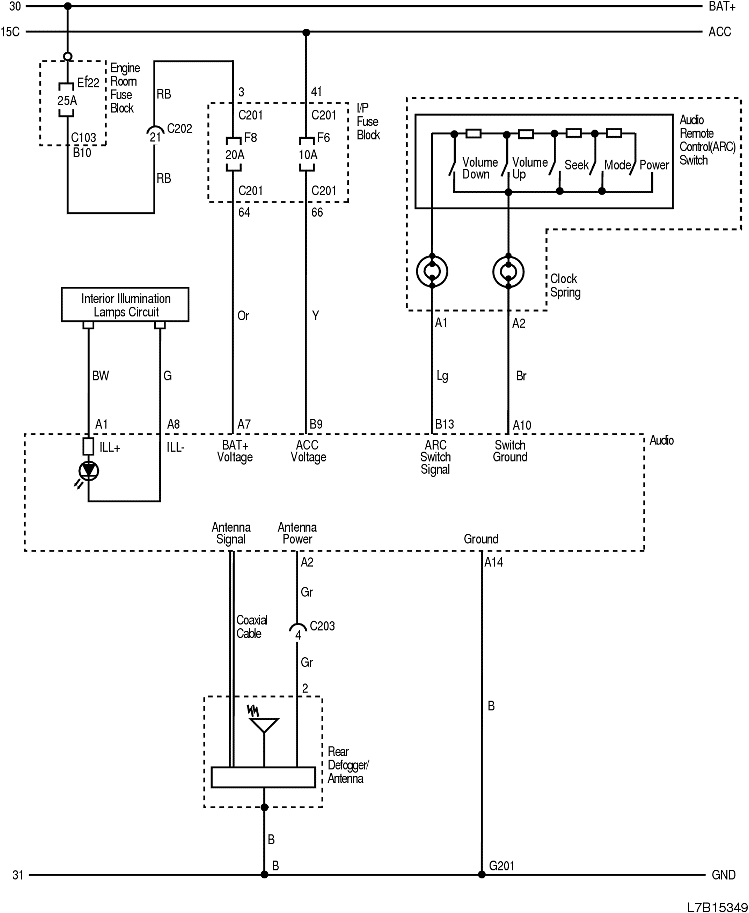 30
BAT+
15C
ACC
Ef22
25A
Engine
Room
Fuse
Block
C103
B10
RB
21
C202
RB
3
41
C201
C201
F8
F6
20A
10A
C201
C201
64
66
I/P
Fuse
Block
Audio
Remote
Control(ARC)
Switch
Volume
Down
Volume
Up
Seek
Mode
Power
Clock
Spring
A1
A2
Interior Illumination
Lamps Circuit
Or
Y
BW
G
Lg
Br
A1
A8
A7
B9
B13
A10
Audio
ILL+
ILL-
BAT+
Voltage
ACC
Voltage
ARC
Switch
Signal
Switch
Ground
Antenna
Signal
Antenna
Power
Ground
A2
A14
Gr
Coaxial
Cable
4
C203
Gr
2
B
Rear
Defogger/
Antenna
B
B
G201
31
GND
L7B15349